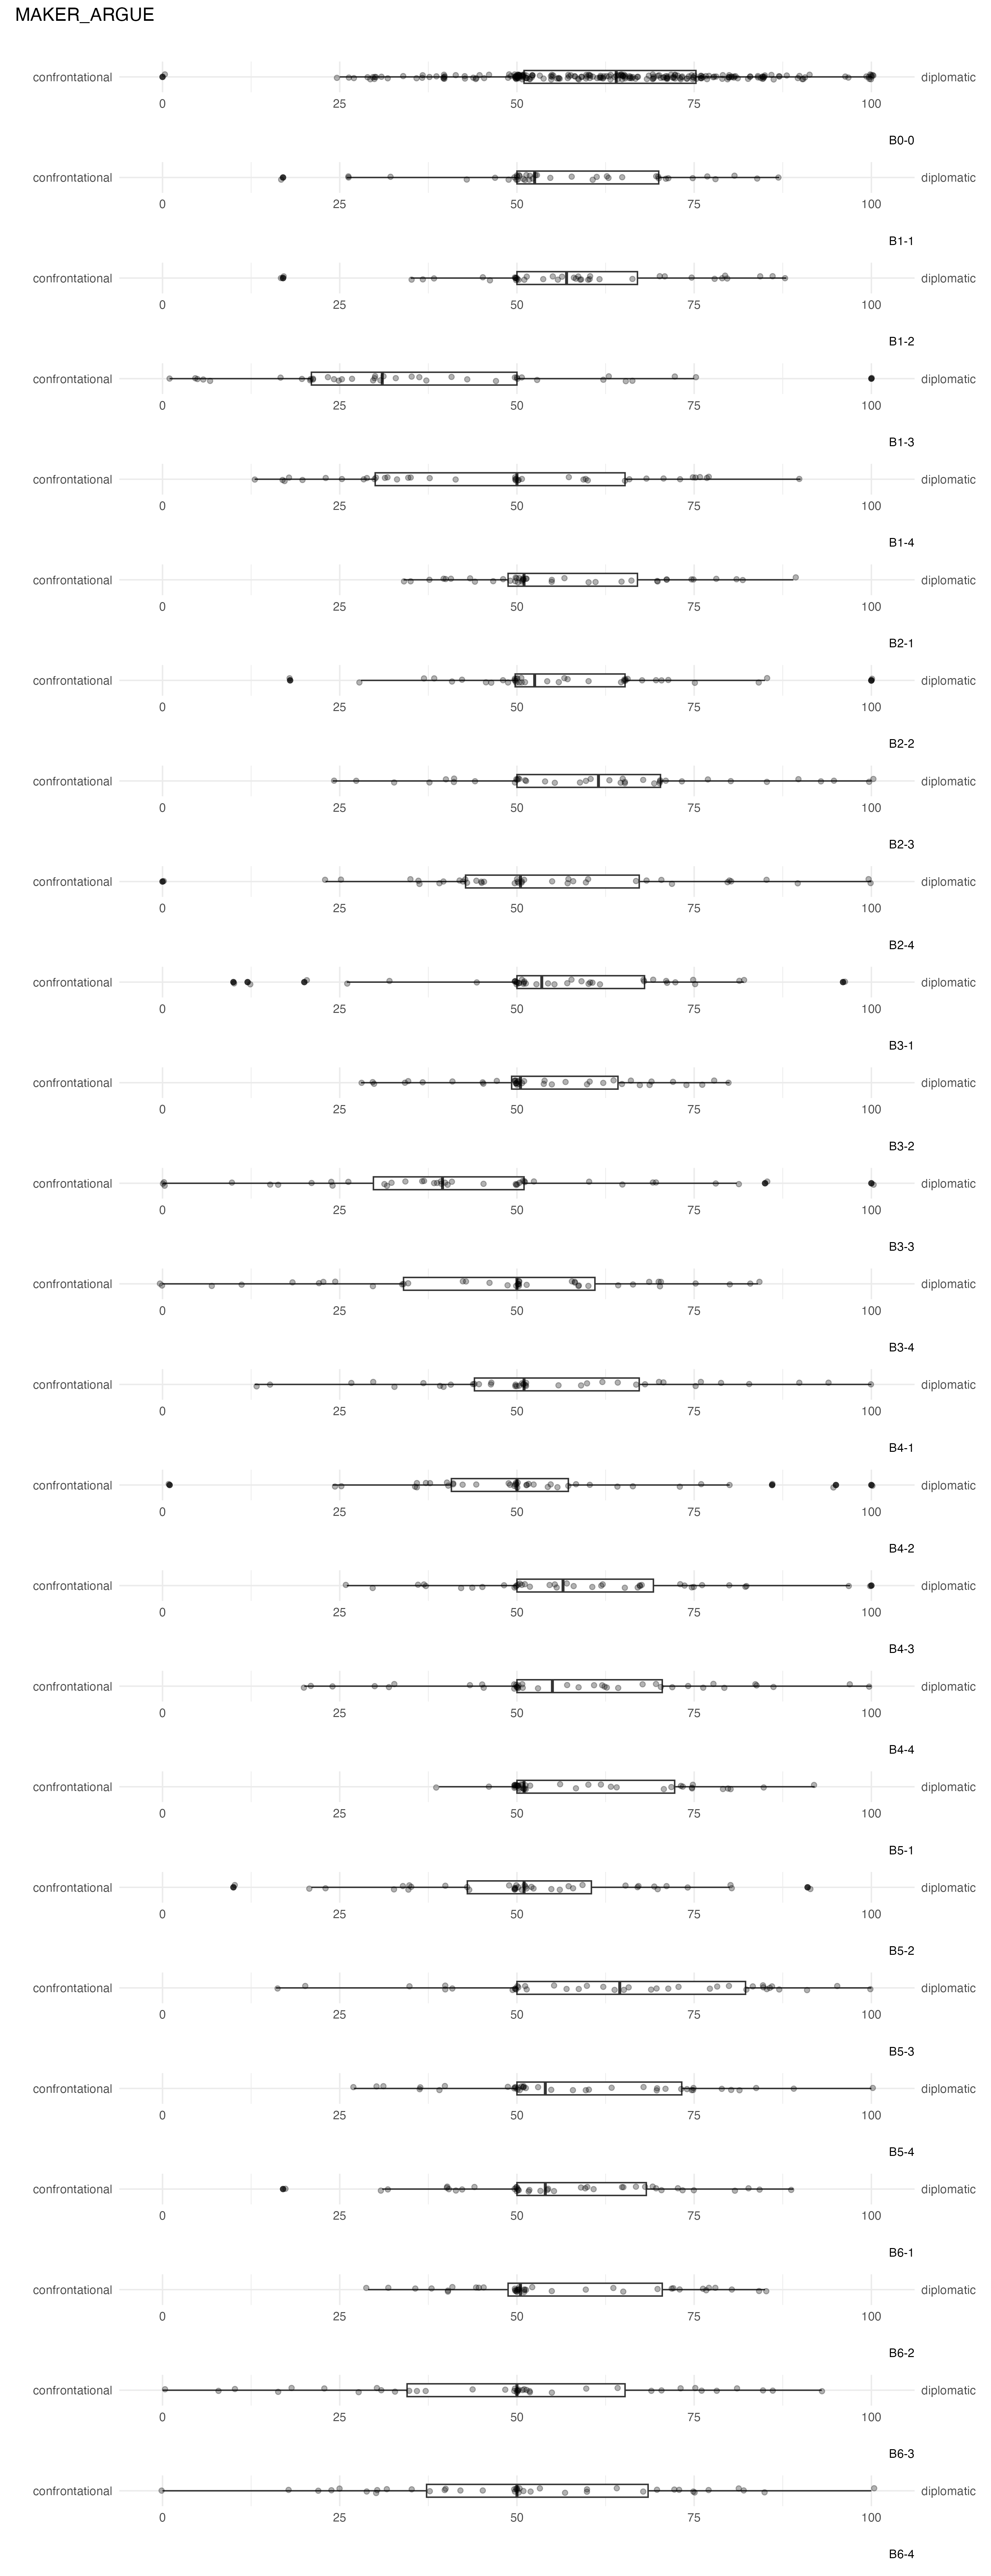 MAKER_ARGUE
confrontational diplomatic
0 25 50 75 100
B0-0
confrontational diplomatic
0 25 50 75 100
B1-1
confrontational diplomatic
0 25 50 75 100
B1-2
confrontational diplomatic
0 25 50 75 100
B1-3
confrontational diplomatic
0 25 50 75 100
B1-4
confrontational diplomatic
0 25 50 75 100
B2-1
confrontational diplomatic
0 25 50 75 100
B2-2
confrontational diplomatic
0 25 50 75 100
B2-3
confrontational diplomatic
0 25 50 75 100
B2-4
confrontational diplomatic
0 25 50 75 100
B3-1
confrontational diplomatic
0 25 50 75 100
B3-2
confrontational diplomatic
0 25 50 75 100
B3-3
confrontational diplomatic
0 25 50 75 100
B3-4
confrontational diplomatic
0 25 50 75 100
B4-1
confrontational diplomatic
0 25 50 75 100
B4-2
confrontational diplomatic
0 25 50 75 100
B4-3
confrontational diplomatic
0 25 50 75 100
B4-4
confrontational diplomatic
0 25 50 75 100
B5-1
confrontational diplomatic
0 25 50 75 100
B5-2
confrontational diplomatic
0 25 50 75 100
B5-3
confrontational diplomatic
0 25 50 75 100
B5-4
confrontational diplomatic
0 25 50 75 100
B6-1
confrontational diplomatic
0 25 50 75 100
B6-2
confrontational diplomatic
0 25 50 75 100
B6-3
confrontational diplomatic
0 25 50 75 100
B6-4